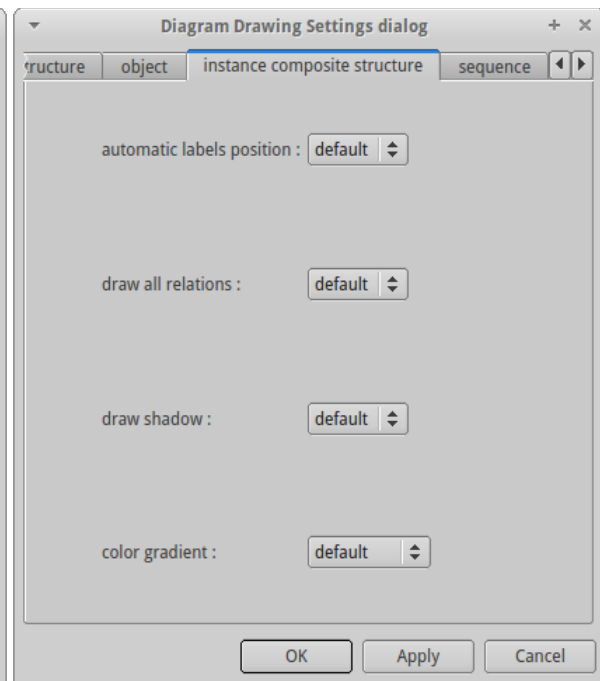 Diagram Drawing Settings dialog
ructure object instance composite structure sequence
automatic labels position : default
draw all relations : default
draw shadow : default
color gradient : default
OK Apply Cancel